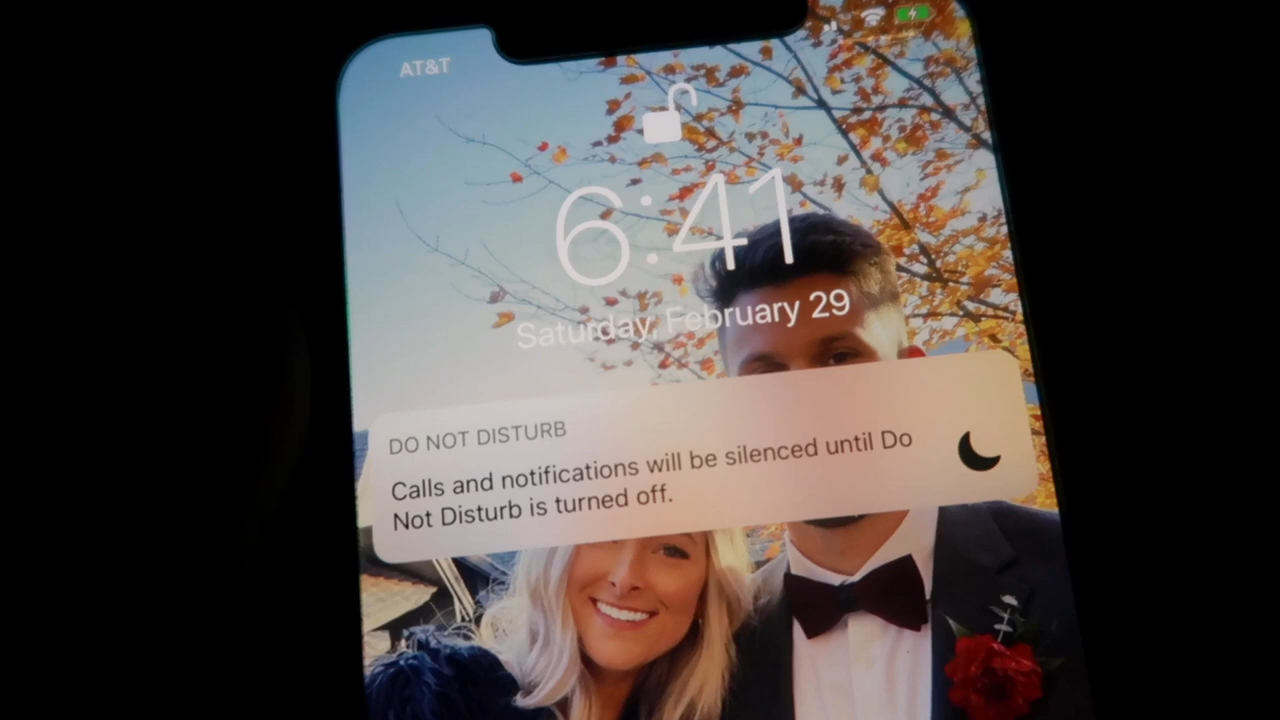 AT&T
6:41
Saturday, February 29
DO NOT DISTURB
Calls and notifications will be silenced until Do
Not Disturb is turned off.